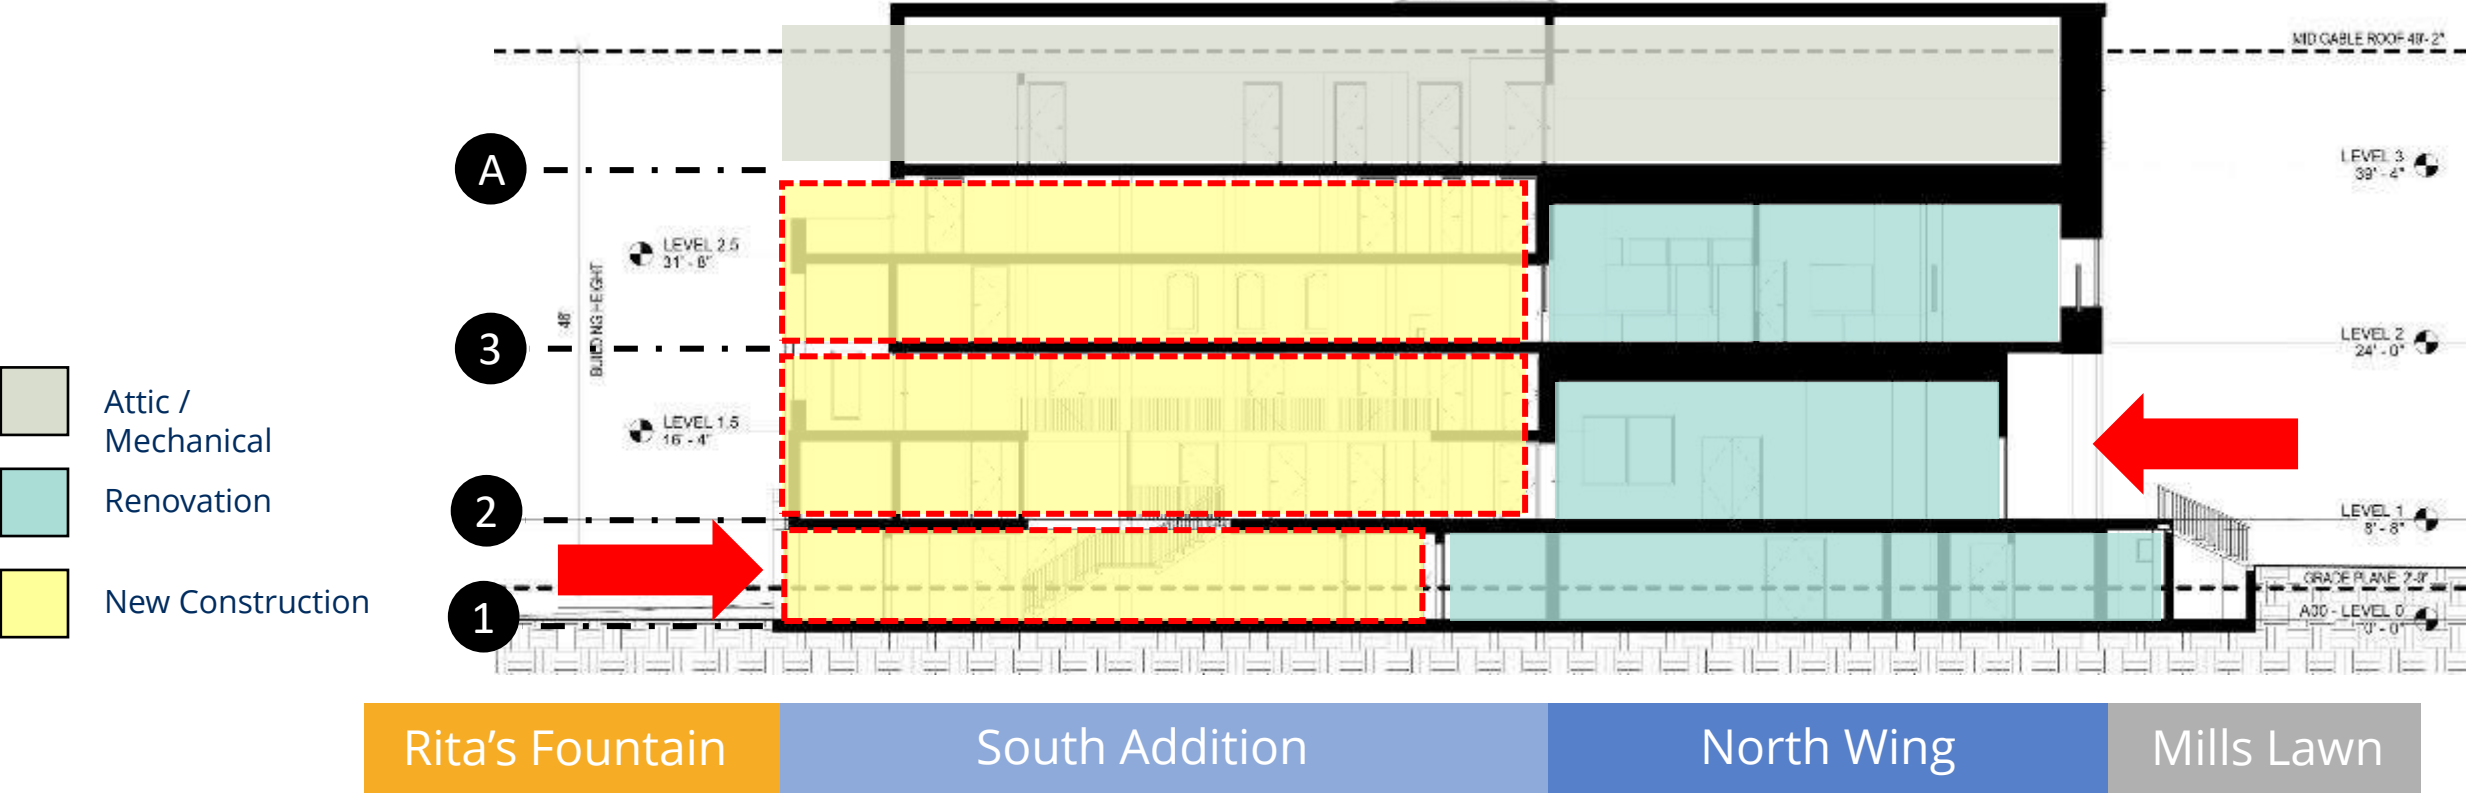 MID GABLE ROOF 49'- 2"
A
LEVEL 3
39' - 4"
LEVEL 2.5
31' - 8"
BUILDING HEIGHT
48'
3
LEVEL 2
24' - 0"
Attic /
Mechanical
LEVEL 1.5
16' - 4"
Renovation
2
LEVEL 1
8' - 8"
New Construction
1
GRADE PLANE: 2'-9"
A00 - LEVEL 0
0' - 0"
Rita's Fountain
South Addition
North Wing
Mills Lawn